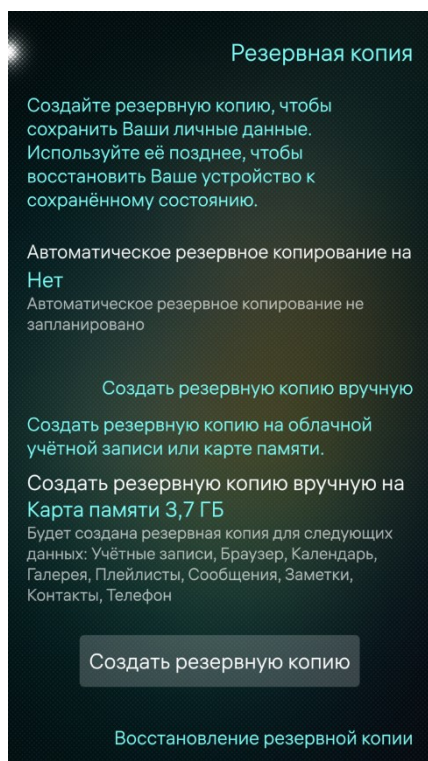 Резервная копия
Создайте резервную копию, чтобы
сохранить Ваши личные данные.
Используйте её позднее, чтобы
восстановить Ваше устройство к
сохранённому состоянию.
Автоматическое резервное копирование на
Нет
Автоматическое резервное копирование не
запланировано
Создать резервную копию вручную
Создать резервную копию на облачной
учётной записи или карте памяти.
Создать резервную копию вручную на
Карта памяти 3,7 ГБ
Будет создана резервная копия для следующих
данных: Учётные записи, Браузер, Календарь,
Галерея, Плейлисты, Сообщения, Заметки,
Контакты, Телефон
Создать резервную копию
Восстановление резервной копии